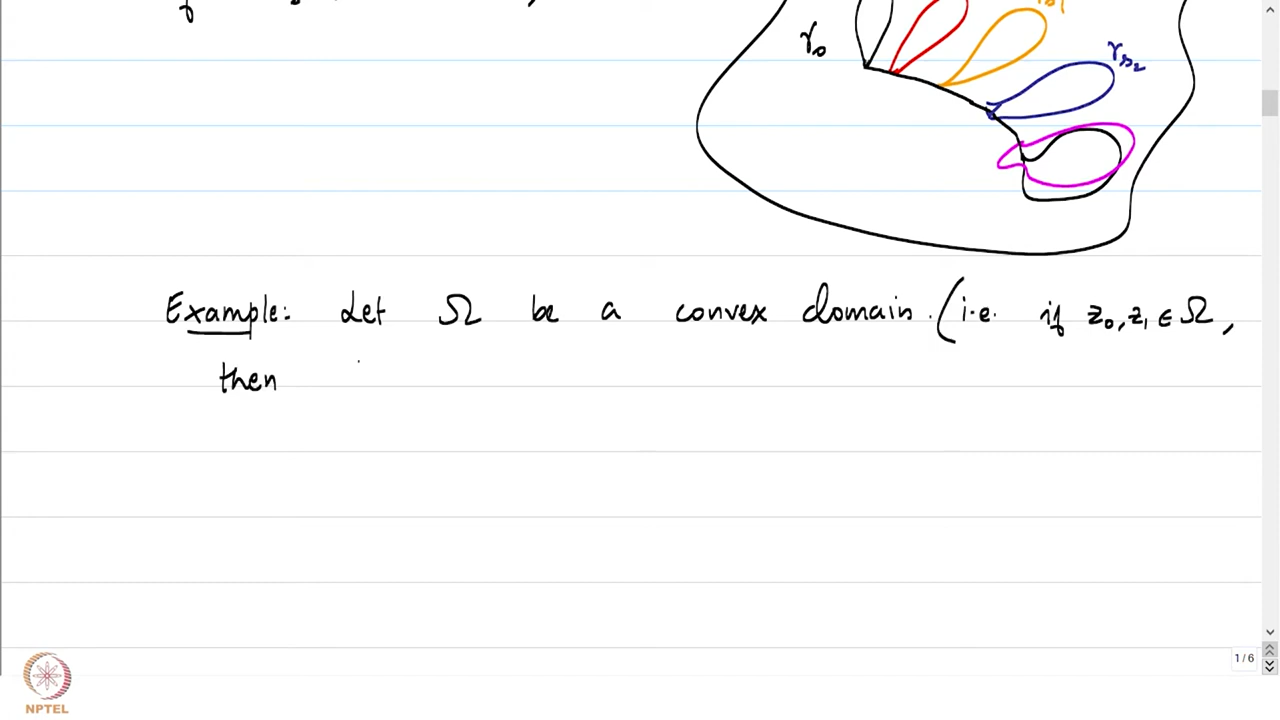 γ₀
γ_{s₂}
Example: Let Ω be a convex domain. (i.e. if z₀, z₁ ∈ Ω,
then
1 / 6
NPTEL